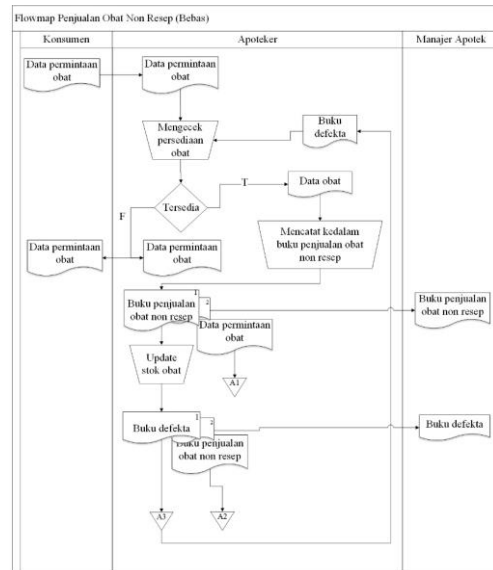 Flowmap Penjualan Obat Non Resep (Bebas)
Konsumen
Apoteker
Manajer Apotek
Data permintaan
obat
Data permintaan
obat
Mengecek
persediaan
obat
Buku
defekta
Tersedia
T
F
Data obat
Mencatat kedalam
buku penjualan obat
non resep
Data permintaan
obat
Data permintaan
obat
Buku penjualan
obat non resep
1
2
Data permintaan
obat
Buku penjualan
obat non resep
A1
Update
stok obat
Buku defekta
1
2
Buku penjualan
obat non resep
Buku defekta
A3
A2